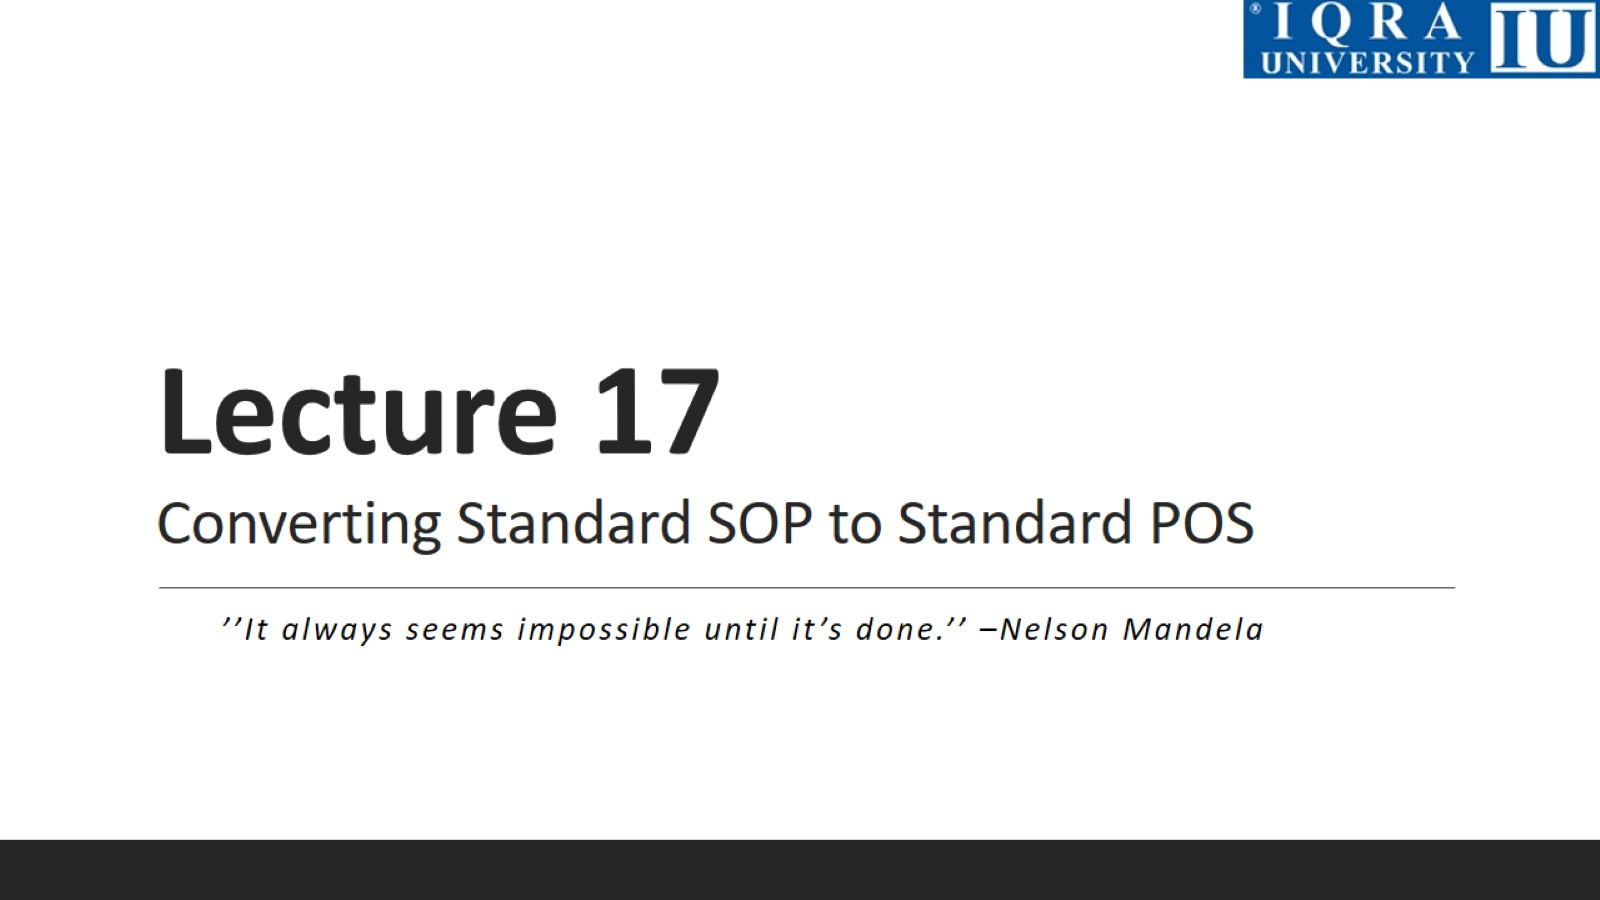 ® IQRA
UNIVERSITY IU
Lecture 17
Converting Standard SOP to Standard POS
’’It always seems impossible until it’s done.’’ –Nelson Mandela